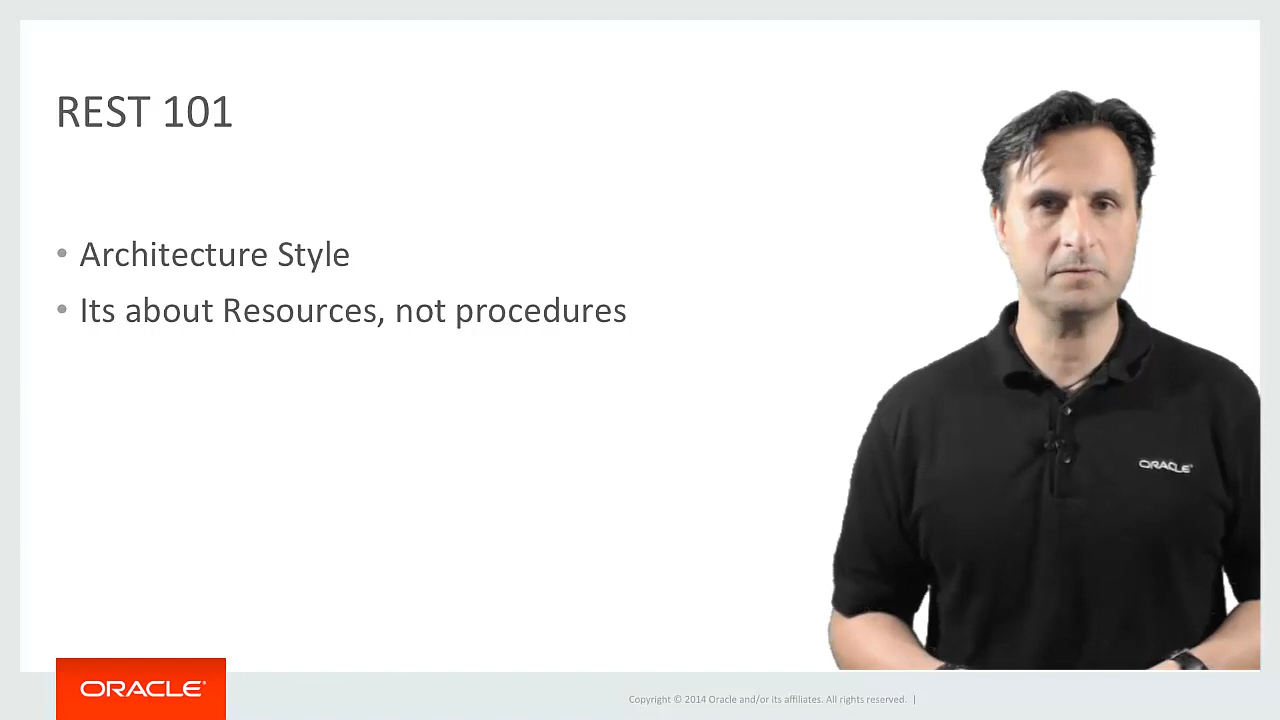 REST 101
• Architecture Style
• Its about Resources, not procedures
ORACLE®
ORACLE®
Copyright © 2014 Oracle and/or its affiliates. All rights reserved. |